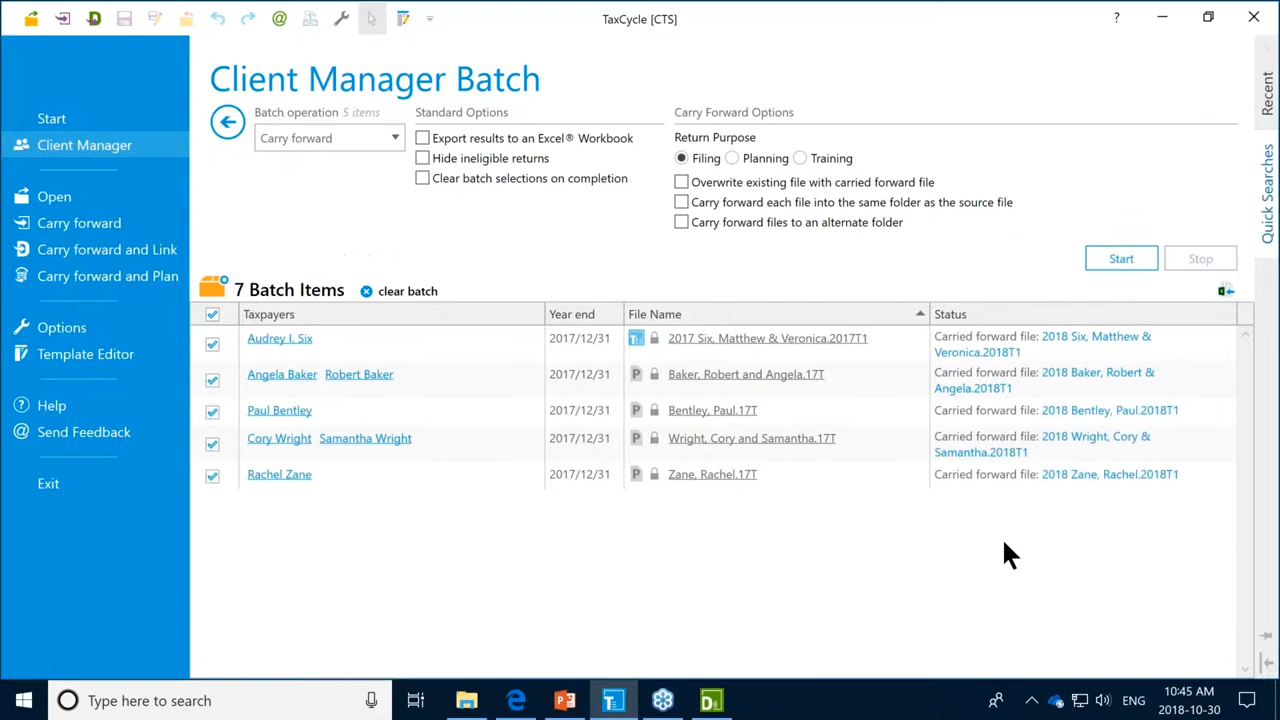 TaxCycle [CTS]
?
Start
Client Manager
Open
Carry forward
Carry forward and Link
Carry forward and Plan
Options
Template Editor
Help
Send Feedback
Exit
Client Manager Batch
Batch operation 5 items
Carry forward
Standard Options
Export results to an Excel® Workbook
Hide ineligible returns
Clear batch selections on completion
Carry Forward Options
Return Purpose
Filing Planning Training
Overwrite existing file with carried forward file
Carry forward each file into the same folder as the source file
Carry forward files to an alternate folder
Start Stop
7 Batch Items clear batch
Taxpayers Year end File Name Status
Audrey I. Six 2017/12/31 2017 Six, Matthew & Veronica.2017T1 Carried forward file: 2018 Six, Matthew &
Veronica.2018T1
Angela Baker Robert Baker 2017/12/31 P Baker, Robert and Angela.17T Carried forward file: 2018 Baker, Robert &
Angela.2018T1
Paul Bentley 2017/12/31 P Bentley, Paul.17T Carried forward file: 2018 Bentley, Paul.2018T1
Cory Wright Samantha Wright 2017/12/31 P Wright, Cory and Samantha.17T Carried forward file: 2018 Wright, Cory &
Samantha.2018T1
Rachel Zane 2017/12/31 P Zane, Rachel.17T Carried forward file: 2018 Zane, Rachel.2018T1
Recent
Quick Searches
Type here to search
ENG
10:45 AM
2018-10-30